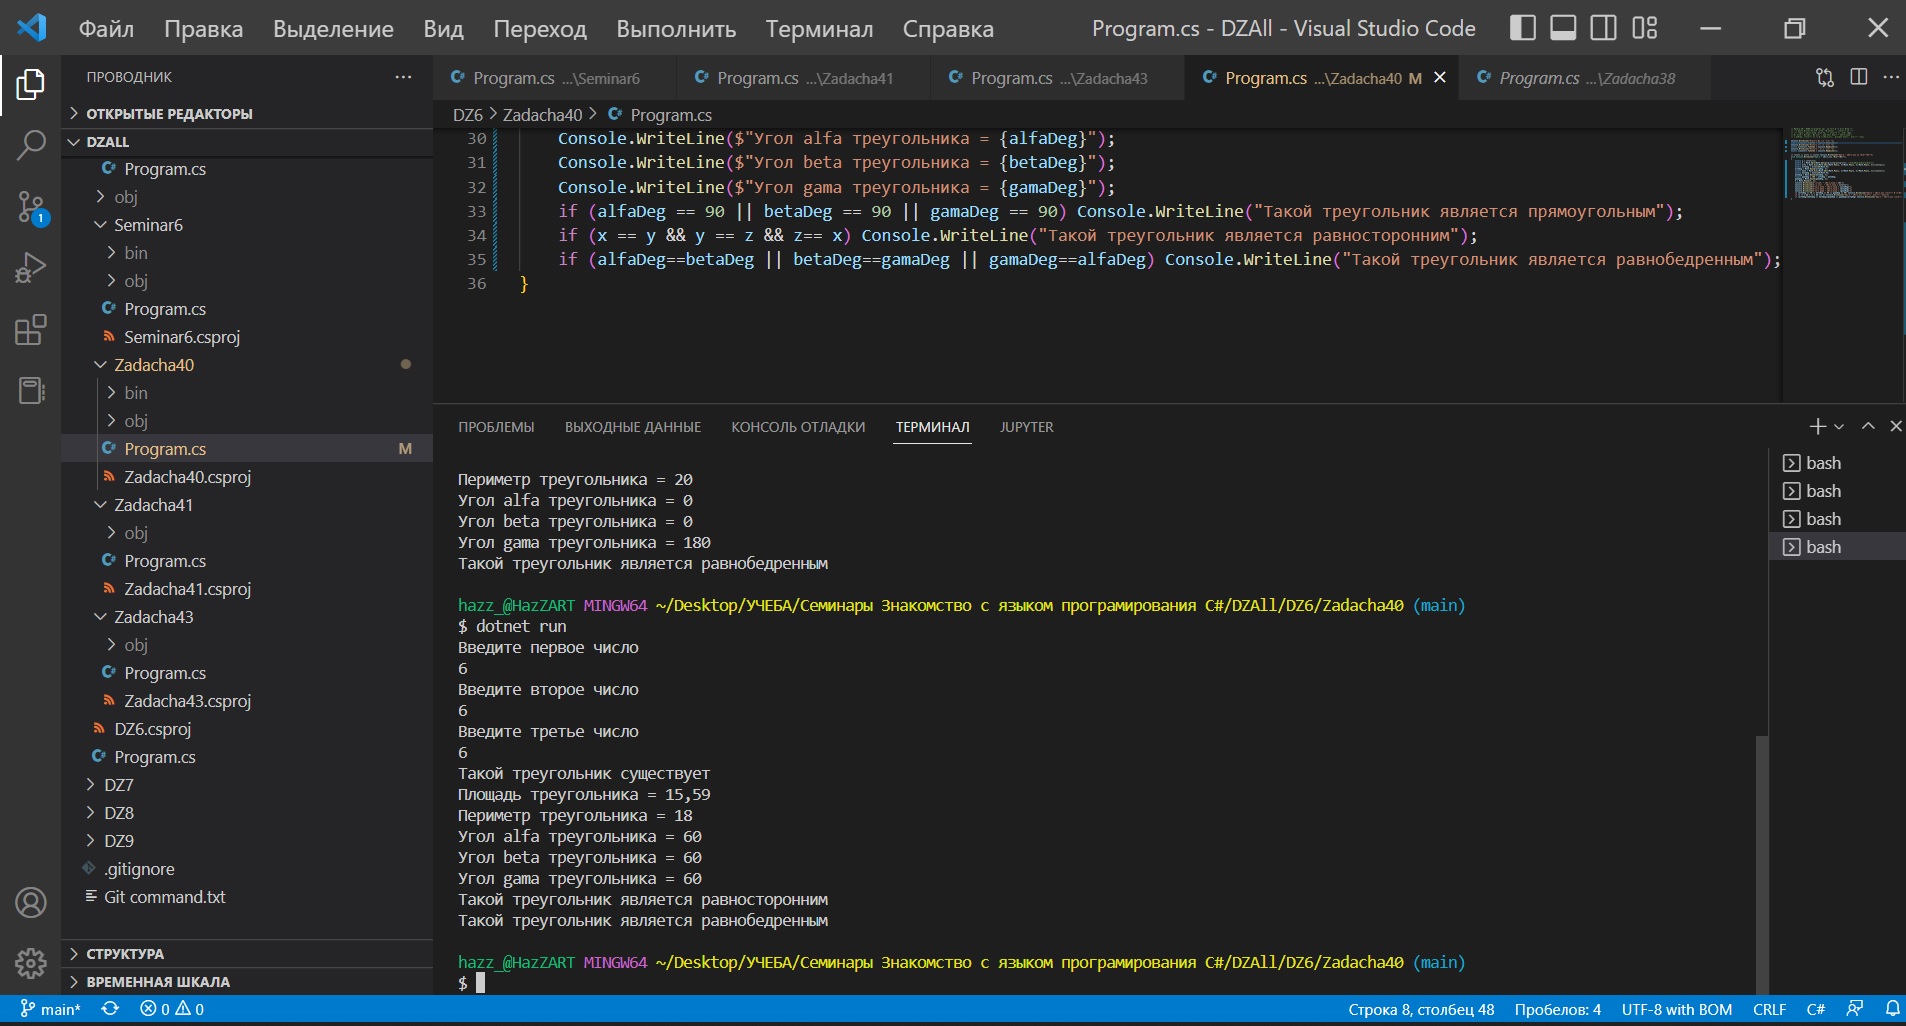 Файл Правка Выделение Вид Переход Выполнить Терминал Справка Program.cs - DZAll - Visual Studio Code
ПРОВОДНИК
ОТКРЫТЫЕ РЕДАКТОРЫ
DZALL
Program.cs
obj
Seminar6
bin
obj
Program.cs
Seminar6.csproj
Zadacha40
bin
obj
Program.cs M
Zadacha40.csproj
Zadacha41
obj
Program.cs
Zadacha41.csproj
Zadacha43
obj
Program.cs
Zadacha43.csproj
DZ6.csproj
Program.cs
DZ7
DZ8
DZ9
.gitignore
Git command.txt
СТРУКТУРА
ВРЕМЕННАЯ ШКАЛА
Program.cs ...\Seminar6 Program.cs ...\Zadacha41 Program.cs ...\Zadacha43 Program.cs ...\Zadacha40 M Program.cs ...\Zadacha38
DZ6 > Zadacha40 > Program.cs
30 Console.WriteLine($"Угол alfa треугольника = {alfaDeg}");
31 Console.WriteLine($"Угол beta треугольника = {betaDeg}");
32 Console.WriteLine($"Угол gama треугольника = {gamaDeg}");
33 if (alfaDeg == 90 || betaDeg == 90 || gamaDeg == 90) Console.WriteLine("Такой треугольник является прямоугольным");
34 if (x == y && y == z && z== x) Console.WriteLine("Такой треугольник является равносторонним");
35 if (alfaDeg==betaDeg || betaDeg==gamaDeg || gamaDeg==alfaDeg) Console.WriteLine("Такой треугольник является равнобедренным");
36 }
ПРОБЛЕМЫ ВЫХОДНЫЕ ДАННЫЕ КОНСОЛЬ ОТЛАДКИ ТЕРМИНАЛ JUPYTER
Периметр треугольника = 20
Угол alfa треугольника = 0
Угол beta треугольника = 0
Угол gama треугольника = 180
Такой треугольник является равнобедренным
hazz_@HazZART MINGW64 ~/Desktop/УЧЕБА/Семинары Знакомство с языком програмирования C#/DZAll/DZ6/Zadacha40 (main)
$ dotnet run
Введите первое число
6
Введите второе число
6
Введите третье число
6
Такой треугольник существует
Площадь треугольника = 15,59
Периметр треугольника = 18
Угол alfa треугольника = 60
Угол beta треугольника = 60
Угол gama треугольника = 60
Такой треугольник является равносторонним
Такой треугольник является равнобедренным
hazz_@HazZART MINGW64 ~/Desktop/УЧЕБА/Семинары Знакомство с языком програмирования C#/DZAll/DZ6/Zadacha40 (main)
$
bash
bash
bash
bash
1
main* 0 0 Строка 8, столбец 48 Пробелов: 4 UTF-8 with BOM CRLF C#